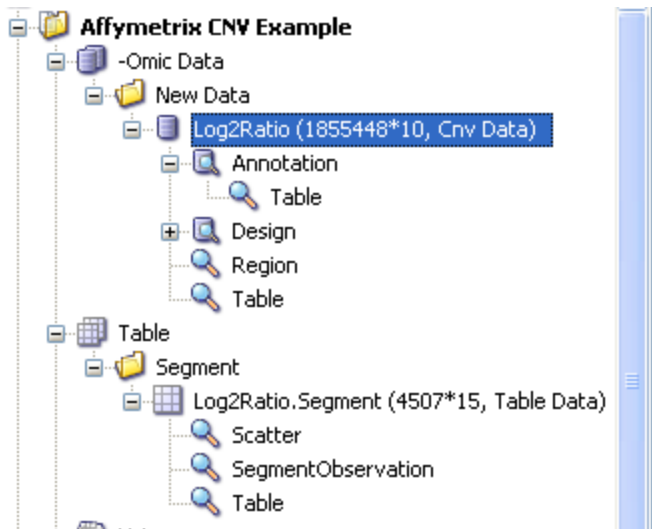 Affymetrix CNV Example
-Omic Data
New Data
Log2Ratio (1855448*10, Cnv Data)
Annotation
Table
Design
Region
Table
Table
Segment
Log2Ratio.Segment (4507*15, Table Data)
Scatter
SegmentObservation
Table